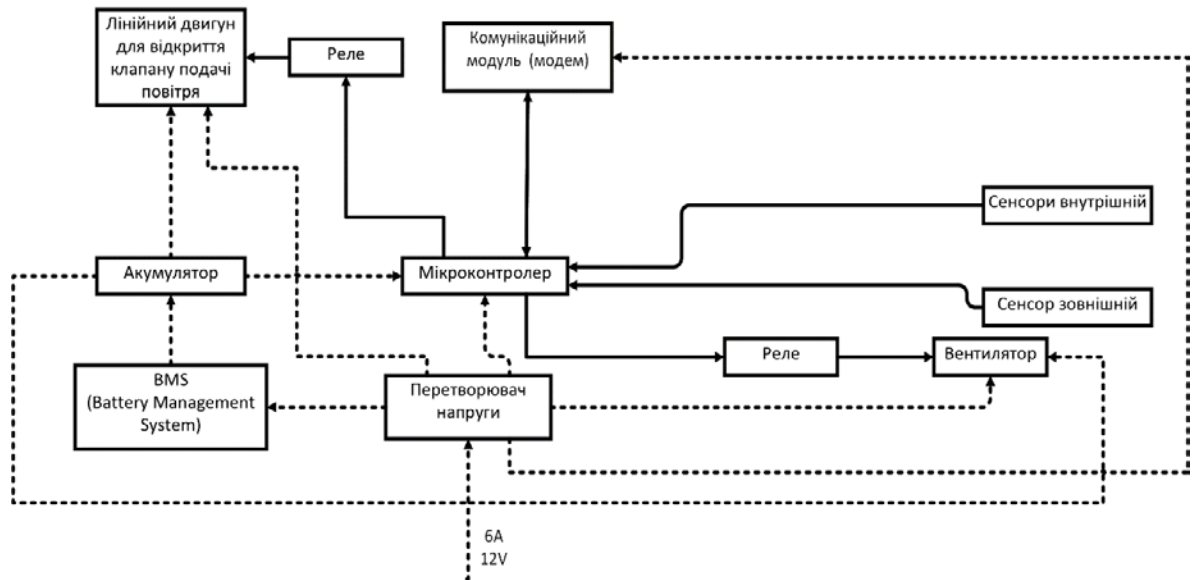 Лінійний двигун
для відкриття
клапану подачі
повітря
Реле
Комунікаційний
модуль (модем)
Сенсори внутрішній
Акумулятор
Мікроконтролер
Сенсор зовнішній
Реле
Вентилятор
BMS
(Battery Management
System)
Перетворювач
напруги
6A
12V